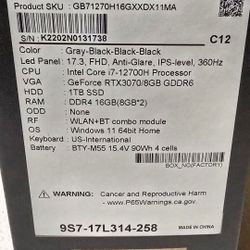 Product SKU : GB71270H16GXXDX11MA
S/N : K2202N0131738 C12
Color : Gray-Black-Black-Black
Led Panel : 17.3, FHD, Anti-Glare, IPS-level, 360Hz
CPU : Intel Core i7-12700H Processor
VGA : GeForce RTX3070/8GB GDDR6
HDD : 1TB SSD
RAM : DDR4 16GB(8GB*2)
ODD : None
RF : WLAN+BT combo module
OS : Windows 11 64bit Home
Keyboard : US-International
Battery : BTY-M55 15.4V 90Wh 4 cells
BOX_NO(FACTORY)
WARNING: Cancer and Reproductive Harm
- www.P65Warnings.ca.gov.
9S7-17L314-258 MADE IN CHINA